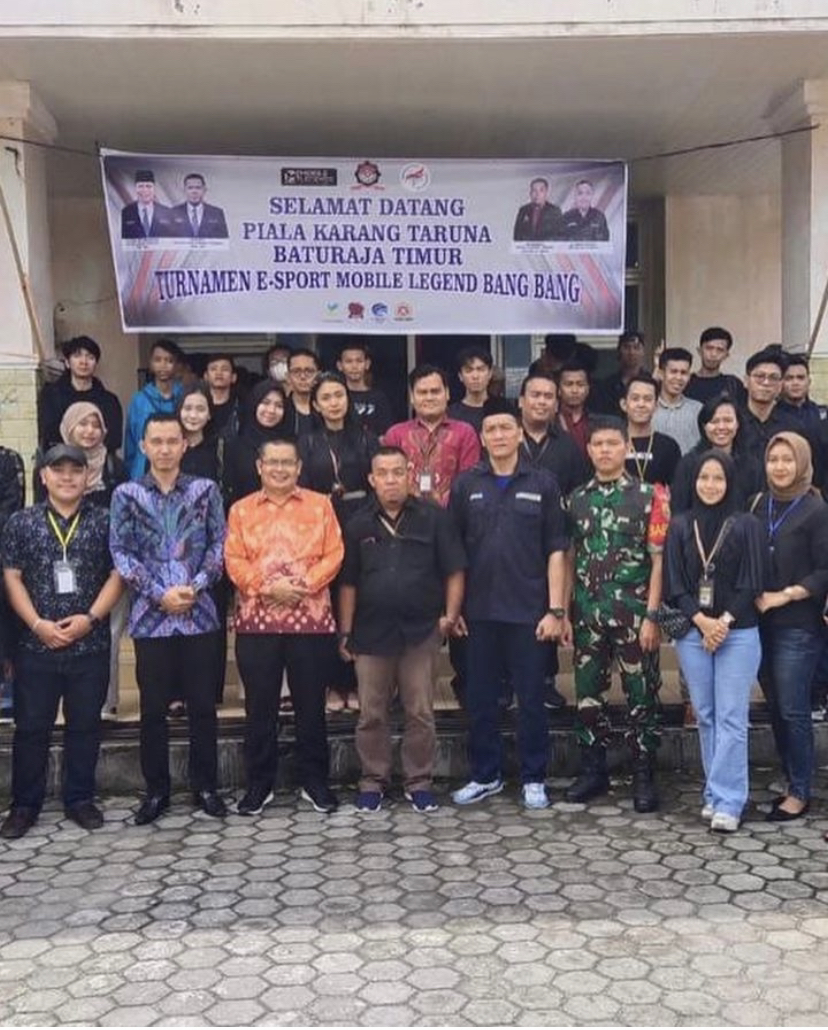 SELAMAT DATANG
PIALA KARANG TARUNA
BATURAJA TIMUR
TURNAMEN E-SPORT MOBILE LEGEND BANG BANG